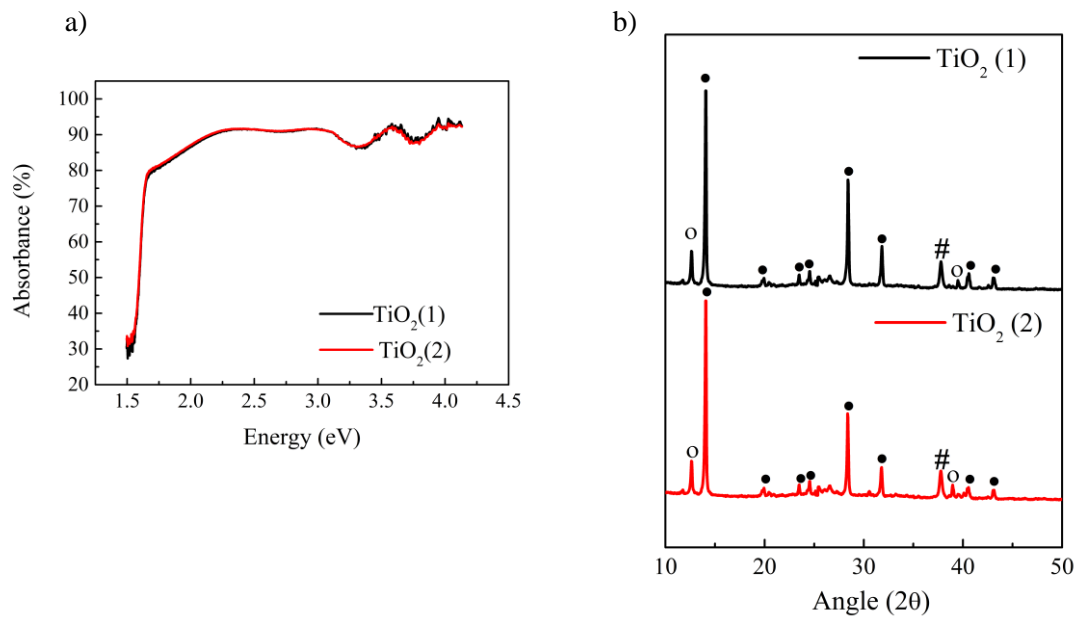 a)
100
90
80
70
60
50
40
30
20
Absorbance (%)
TiO₂(1)
TiO₂(2)
1.5 2.0 2.5 3.0 3.5 4.0 4.5
Energy (eV)
b)
TiO₂ (1)
o # o
TiO₂ (2)
o # o
10 20 30 40 50
Angle (2θ)